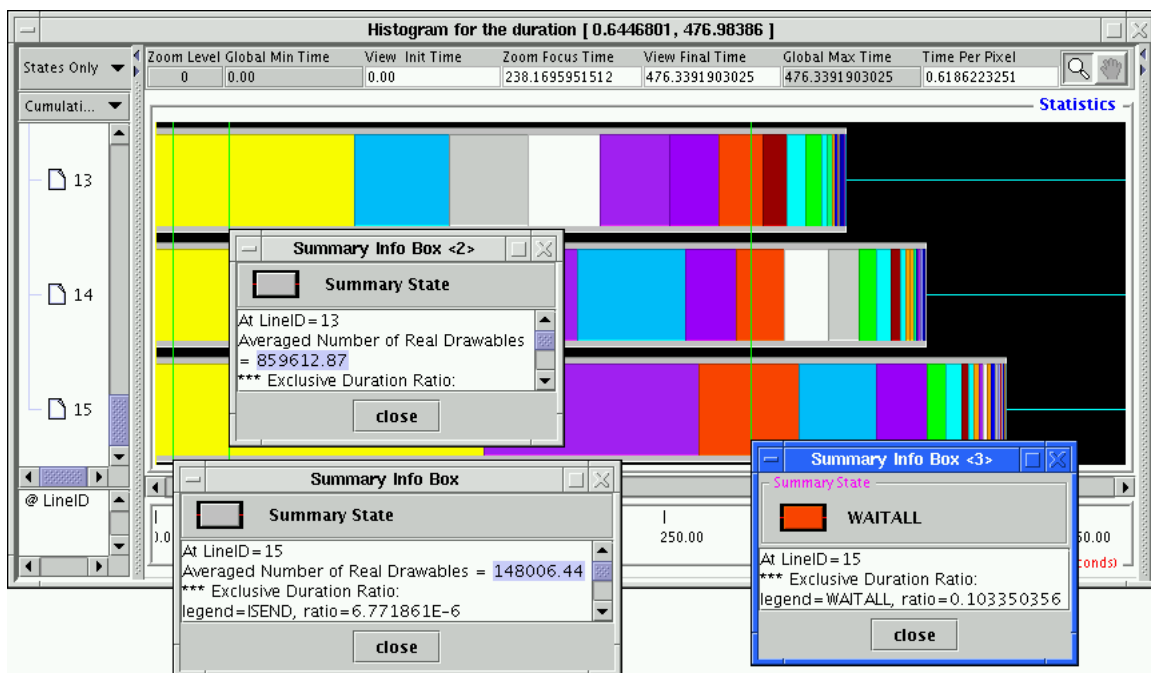 Histogram for the duration [ 0.6446801, 476.98386 ]
States Only
Zoom Level Global Min Time View Init Time Zoom Focus Time View Final Time Global Max Time Time Per Pixel
0 0.00 0.00 238.1695951512 476.3391903025 476.3391903025 0.6186223251
Cumulati...
Statistics
13
14
15
Summary Info Box <2>
Summary State
At LineID=13
Averaged Number of Real Drawables
= 859612.87
*** Exclusive Duration Ratio:
close
Summary Info Box
Summary State
At LineID=15
Averaged Number of Real Drawables = 148006.44
*** Exclusive Duration Ratio:
legend=ISEND, ratio=6.771861E-6
close
Summary Info Box <3>
Summary State
WAITALL
At LineID=15
*** Exclusive Duration Ratio:
legend=WAITALL, ratio=0.103350356
close
@ LineID
250.00